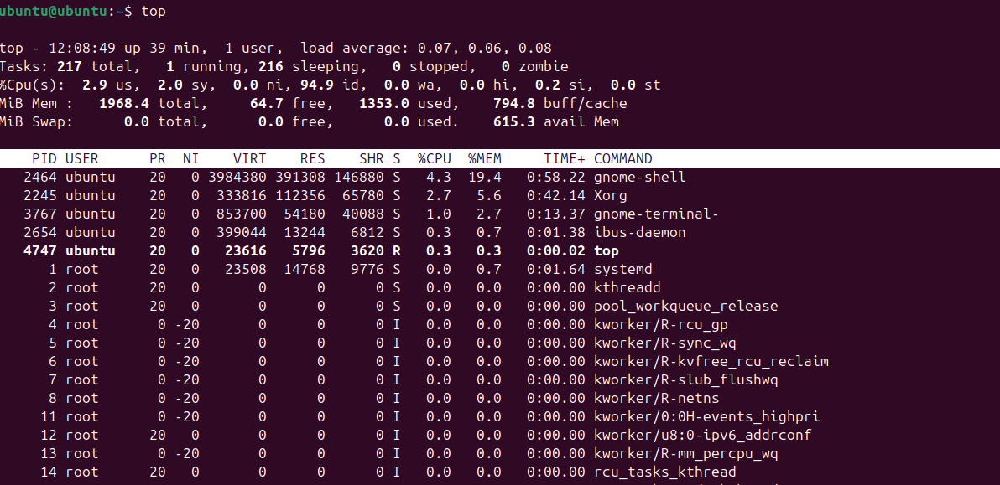 ubuntu@ubuntu:~$ top
top - 12:08:49 up 39 min,  1 user,  load average: 0.07, 0.06, 0.08
Tasks: 217 total,   1 running, 216 sleeping,   0 stopped,   0 zombie
%Cpu(s):  2.9 us,  2.0 sy,  0.0 ni, 94.9 id,  0.0 wa,  0.0 hi,  0.2 si,  0.0 st
MiB Mem :   1968.4 total,     64.7 free,   1353.0 used,    794.8 buff/cache
MiB Swap:      0.0 total,      0.0 free,      0.0 used.    615.3 avail Mem
PID USER      PR  NI    VIRT    RES    SHR S  %CPU  %MEM     TIME+ COMMAND
2464 ubuntu    20   0 3984380 391308 146880 S   4.3  19.4   0:58.22 gnome-shell
2245 ubuntu    20   0  333816 112356  65780 S   2.7   5.6   0:42.14 Xorg
3767 ubuntu    20   0  853700  54180  40088 S   1.0   2.7   0:13.37 gnome-terminal-
2654 ubuntu    20   0  399044  13244   6812 S   0.3   0.7   0:01.38 ibus-daemon
4747 ubuntu    20   0   23616   5796   3620 R   0.3   0.3   0:00.02 top
1 root      20   0   23508  14768   9776 S   0.0   0.7   0:01.64 systemd
2 root      20   0       0      0      0 S   0.0   0.0   0:00.00 kthreadd
3 root      20   0       0      0      0 S   0.0   0.0   0:00.00 pool_workqueue_release
4 root       0 -20       0      0      0 I   0.0   0.0   0:00.00 kworker/R-rcu_gp
5 root       0 -20       0      0      0 I   0.0   0.0   0:00.00 kworker/R-sync_wq
6 root       0 -20       0      0      0 I   0.0   0.0   0:00.00 kworker/R-kvfree_rcu_reclaim
7 root       0 -20       0      0      0 I   0.0   0.0   0:00.00 kworker/R-slub_flushwq
8 root       0 -20       0      0      0 I   0.0   0.0   0:00.00 kworker/R-netns
11 root       0 -20       0      0      0 I   0.0   0.0   0:00.00 kworker/0:0H-events_highpri
12 root      20   0       0      0      0 I   0.0   0.0   0:00.00 kworker/u8:0-ipv6_addrconf
13 root       0 -20       0      0      0 I   0.0   0.0   0:00.00 kworker/R-mm_percpu_wq
14 root      20   0       0      0      0 I   0.0   0.0   0:00.00 rcu_tasks_kthread